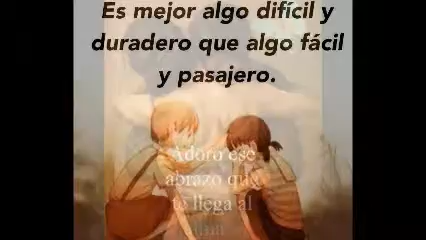 Es mejor algo difícil y
duradero que algo fácil
y pasajero.
Adoro ese
abrazo que
te llega al